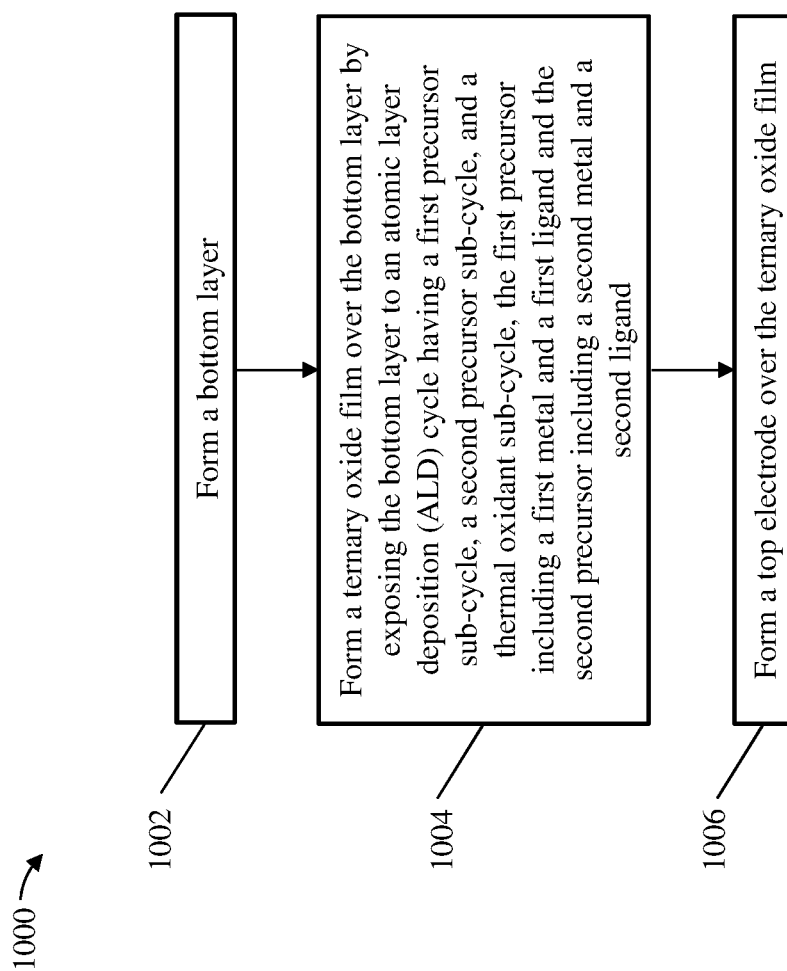 1000
1002
Form a bottom layer
1004
Form a ternary oxide film over the bottom layer by
exposing the bottom layer to an atomic layer
deposition (ALD) cycle having a first precursor
sub-cycle, a second precursor sub-cycle, and a
thermal oxidant sub-cycle, the first precursor
including a first metal and a first ligand and the
second precursor including a second metal and a
second ligand
1006
Form a top electrode over the ternary oxide film